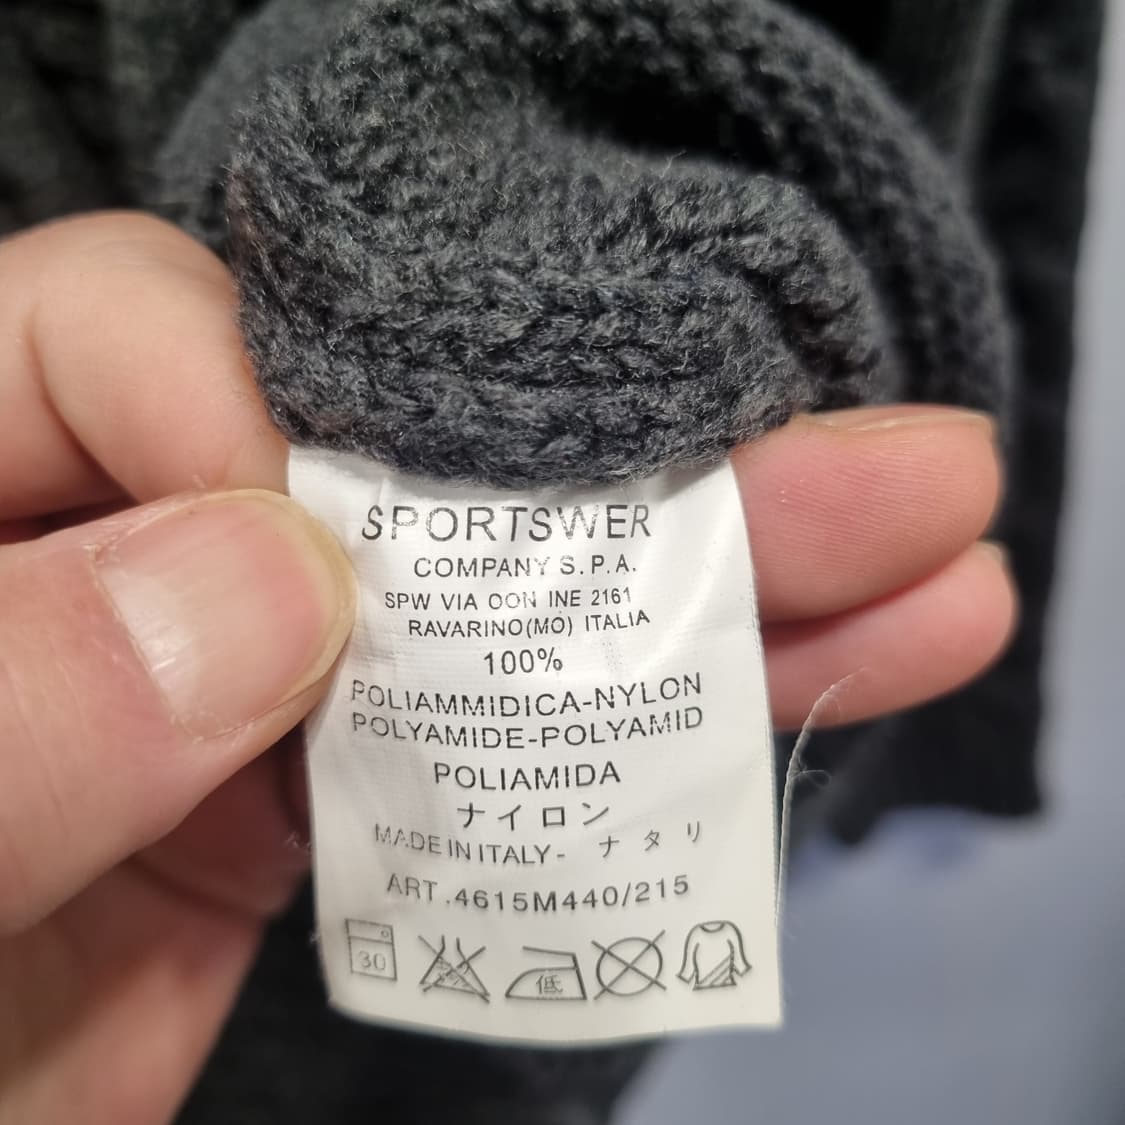 SPORTSWER
COMPANY S.P.A.
SPW VIA OON INE 2161
RAVARINO(MO) ITALIA
100%
POLIAMMIDICA-NYLON
POLYAMIDE-POLYAMID
POLIAMIDA
ナイロン
MADE IN ITALY- ナタリ
ART.4615M440/215
30 低